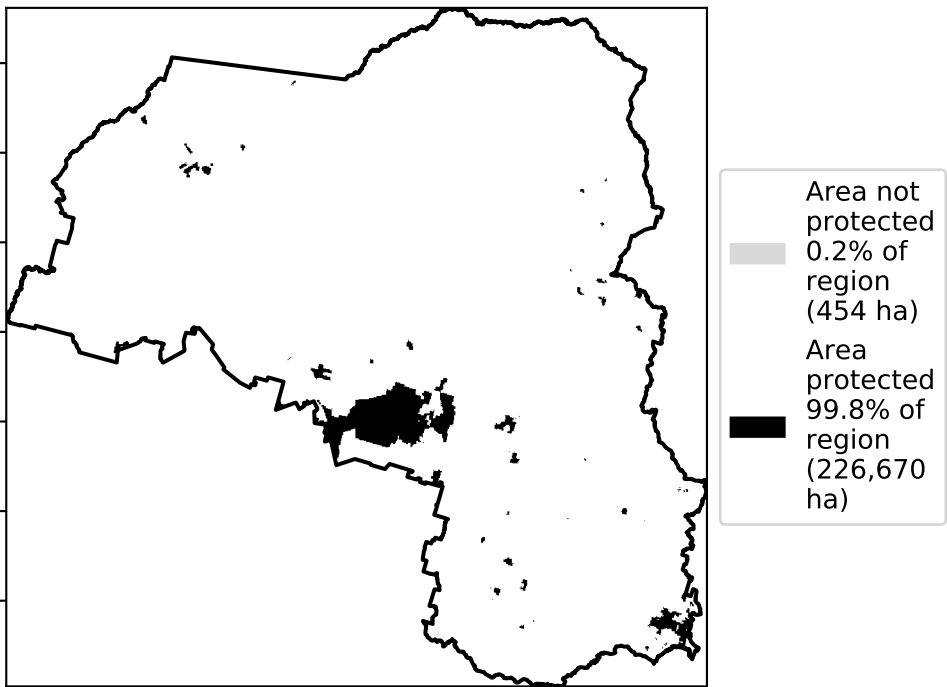 Area not
protected
0.2% of
region
(454 ha)
Area
protected
99.8% of
region
(226,670
ha)